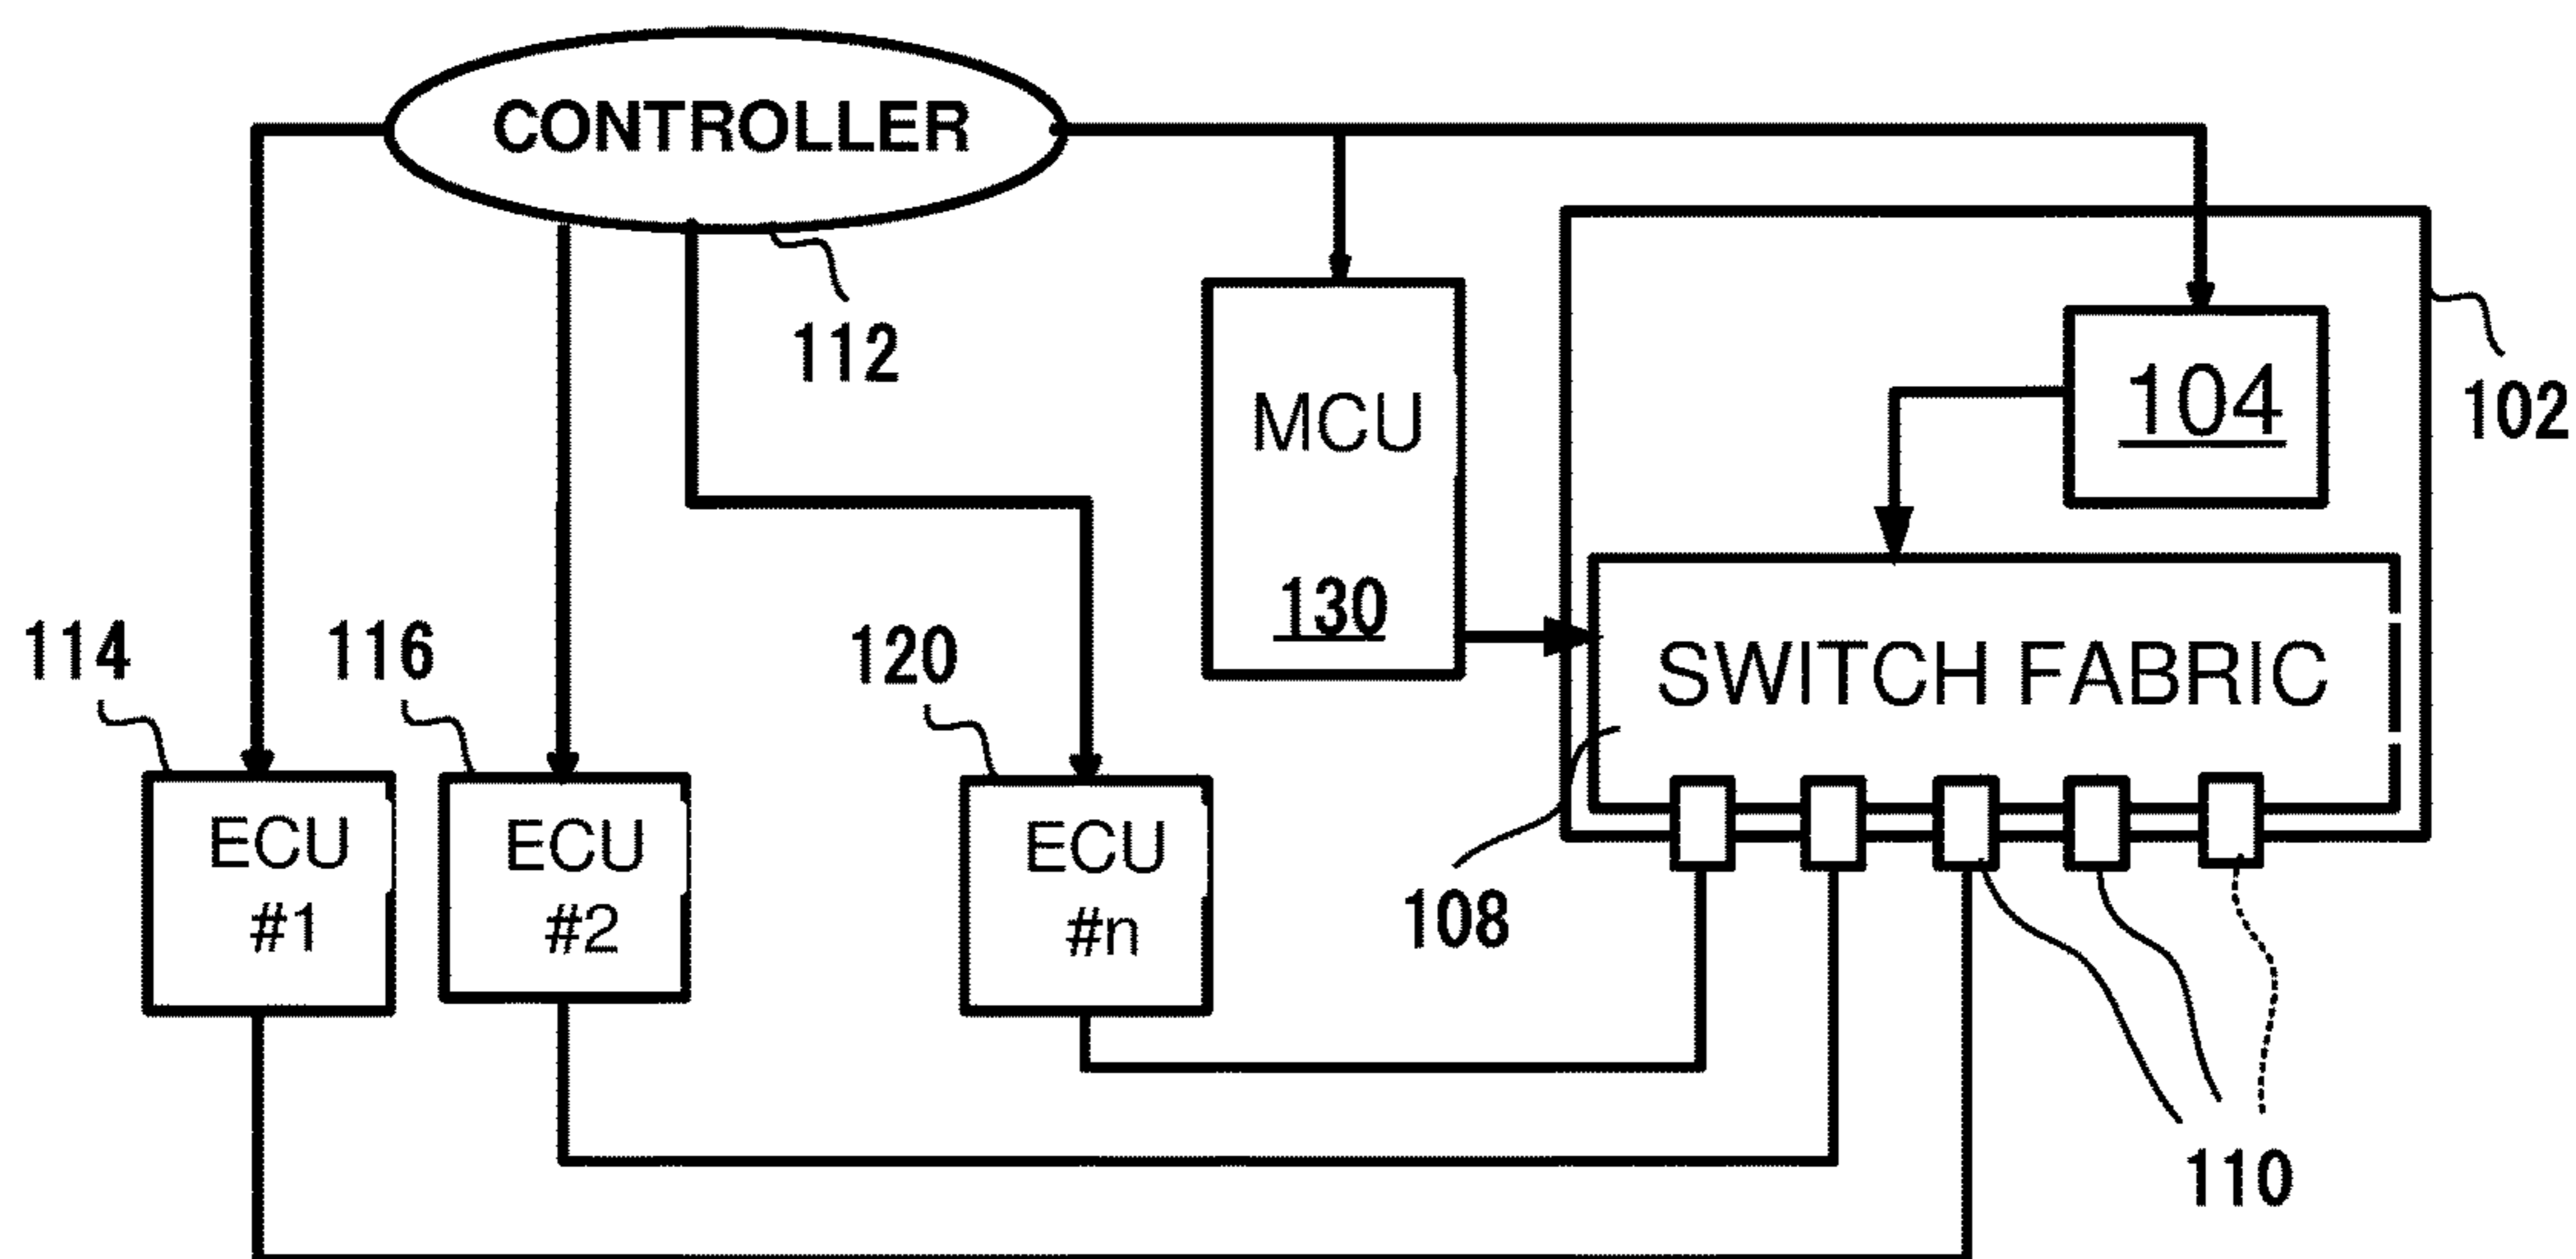 CONTROLLER
112
104
102
MCU
130
114
116
120
SWITCH FABRIC
ECU
#1
ECU
#2
ECU
#n
108
110